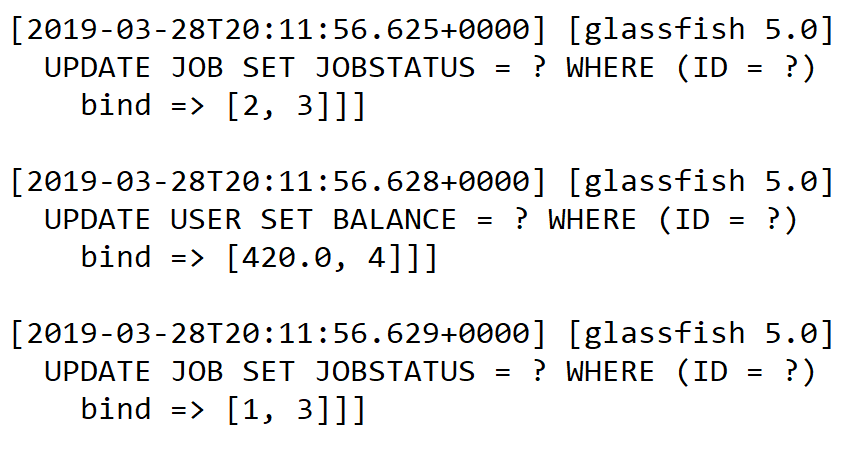 [2019-03-28T20:11:56.625+0000] [glassfish 5.0]
UPDATE JOB SET JOBSTATUS = ? WHERE (ID = ?)
bind => [2, 3]]]
[2019-03-28T20:11:56.628+0000] [glassfish 5.0]
UPDATE USER SET BALANCE = ? WHERE (ID = ?)
bind => [420.0, 4]]]
[2019-03-28T20:11:56.629+0000] [glassfish 5.0]
UPDATE JOB SET JOBSTATUS = ? WHERE (ID = ?)
bind => [1, 3]]]